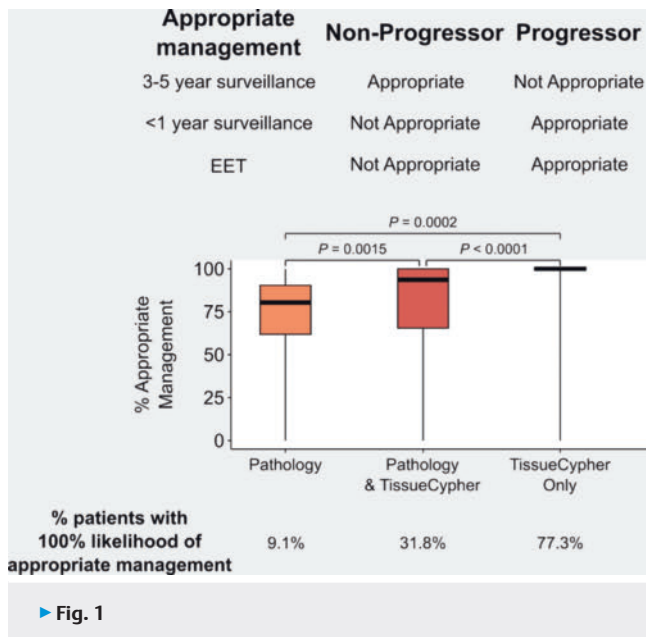 Appropriate management Non-Progressor Progressor
3-5 year surveillance Appropriate Not Appropriate
<1 year surveillance Not Appropriate Appropriate
EET Not Appropriate Appropriate
P = 0.0002
P = 0.0015 P < 0.0001
% Appropriate
Management
100
75
50
25
0
Pathology Pathology & TissueCypher TissueCypher Only
% patients with
100% likelihood of
appropriate management
9.1% 31.8% 77.3%
► Fig. 1